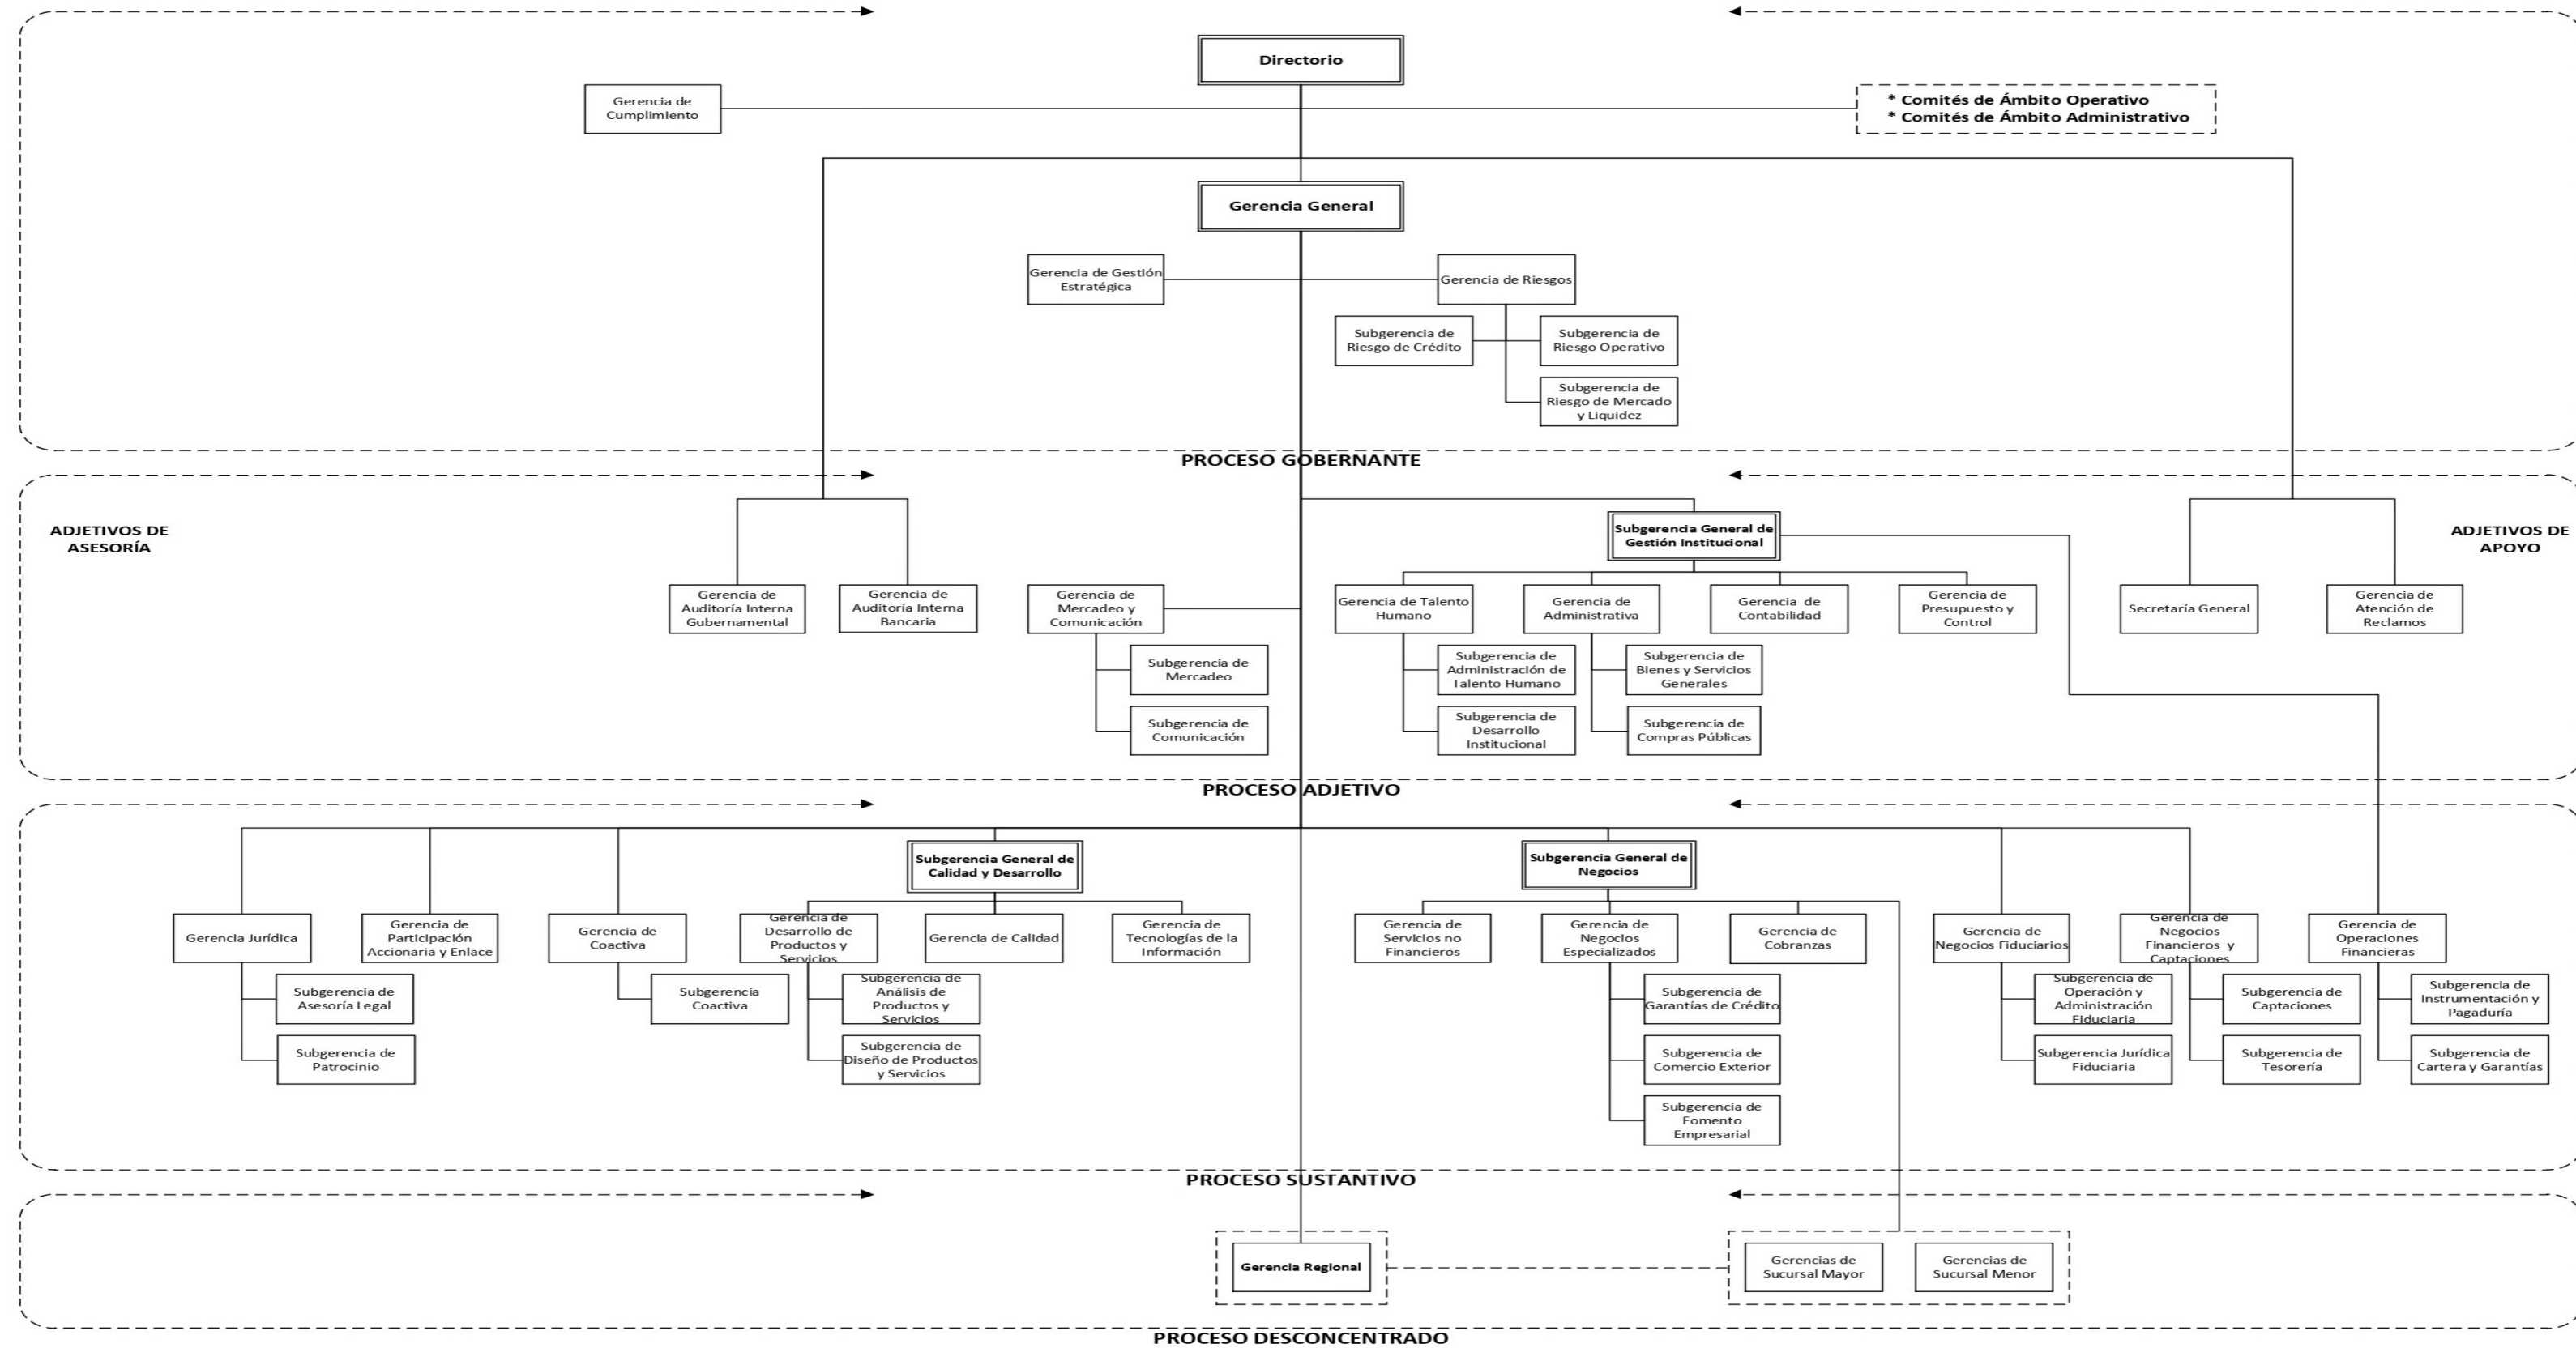 Directorio
Gerencia de
Cumplimiento
* Comités de Ámbito Operativo
* Comités de Ámbito Administrativo
Gerencia General
Gerencia de Gestión
Estratégica
Gerencia de Riesgos
Subgerencia de
Riesgo de Crédito
Subgerencia de
Riesgo Operativo
Subgerencia de
Riesgo de Mercado
y Liquidez
PROCESO GOBERNANTE
ADJETIVOS DE
ASESORÍA
Subgerencia General de
Gestión Institucional
ADJETIVOS DE
APOYO
Gerencia de
Auditoría Interna
Gubernamental
Gerencia de
Auditoría Interna
Bancaria
Gerencia de
Mercadeo y
Comunicación
Gerencia de Talento
Humano
Gerencia de
Administrativa
Gerencia de
Contabilidad
Gerencia de
Presupuesto y
Control
Secretaría General
Gerencia de
Atención de
Reclamos
Subgerencia de
Mercadeo
Subgerencia de
Administración de
Talento Humano
Subgerencia de
Bienes y Servicios
Generales
Subgerencia de
Comunicación
Subgerencia de
Desarrollo
Institucional
Subgerencia de
Compras Públicas
PROCESO ADJETIVO
Subgerencia General de
Calidad y Desarrollo
Subgerencia General de
Negocios
Gerencia Jurídica
Gerencia de
Participación
Accionaria y Enlace
Gerencia de
Coactiva
Gerencia de
Desarrollo de
Productos y
Servicios
Gerencia de Calidad
Gerencia de
Tecnologías de la
Información
Gerencia de
Servicios no
Financieros
Gerencia de
Negocios
Especializados
Gerencia de
Cobranzas
Gerencia de
Negocios Fiduciarios
Gerencia de
Negocios
Financieros y
Captaciones
Gerencia de
Operaciones
Financieras
Subgerencia de
Asesoría Legal
Subgerencia
Coactiva
Subgerencia de
Análisis de
Productos y
Servicios
Subgerencia de
Garantías de Crédito
Subgerencia de
Operación y
Administración
Fiduciaria
Subgerencia de
Captaciones
Subgerencia de
Instrumentación y
Pagaduría
Subgerencia de
Patrocinio
Subgerencia de
Diseño de Productos
y Servicios
Subgerencia de
Comercio Exterior
Subgerencia Jurídica
Fiduciaria
Subgerencia de
Tesorería
Subgerencia de
Cartera y Garantías
Subgerencia de
Fomento
Empresarial
PROCESO SUSTANTIVO
Gerencia Regional
Gerencias de
Sucursal Mayor
Gerencias de
Sucursal Menor
PROCESO DESCONCENTRADO